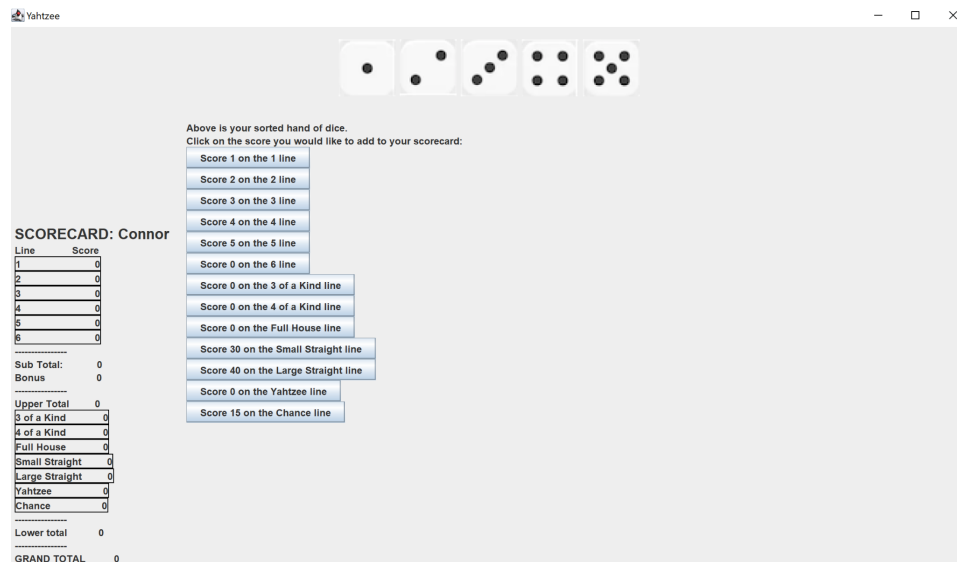 Yahtzee
Above is your sorted hand of dice.
Click on the score you would like to add to your scorecard:
Score 1 on the 1 line
Score 2 on the 2 line
Score 3 on the 3 line
Score 4 on the 4 line
Score 5 on the 5 line
Score 0 on the 6 line
Score 0 on the 3 of a Kind line
Score 0 on the 4 of a Kind line
Score 0 on the Full House line
Score 30 on the Small Straight line
Score 40 on the Large Straight line
Score 0 on the Yahtzee line
Score 15 on the Chance line
SCORECARD: Connor
Line Score
1 0
2 0
3 0
4 0
5 0
6 0
----------------
Sub Total: 0
Bonus 0
----------------
Upper Total 0
3 of a Kind 0
4 of a Kind 0
Full House 0
Small Straight 0
Large Straight 0
Yahtzee 0
Chance 0
----------------
Lower total 0
----------------
GRAND TOTAL 0